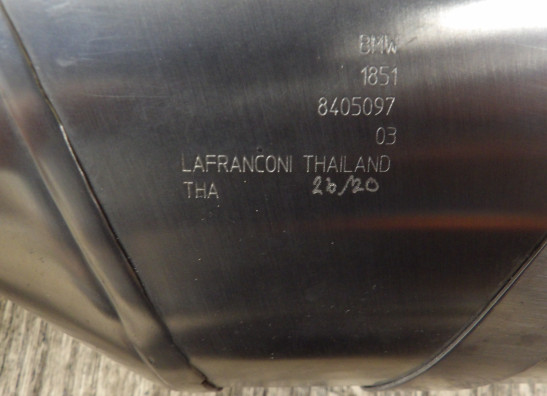 BMW
1851
8405097
03
LAFRANCONI THAILAND
THA 26/20